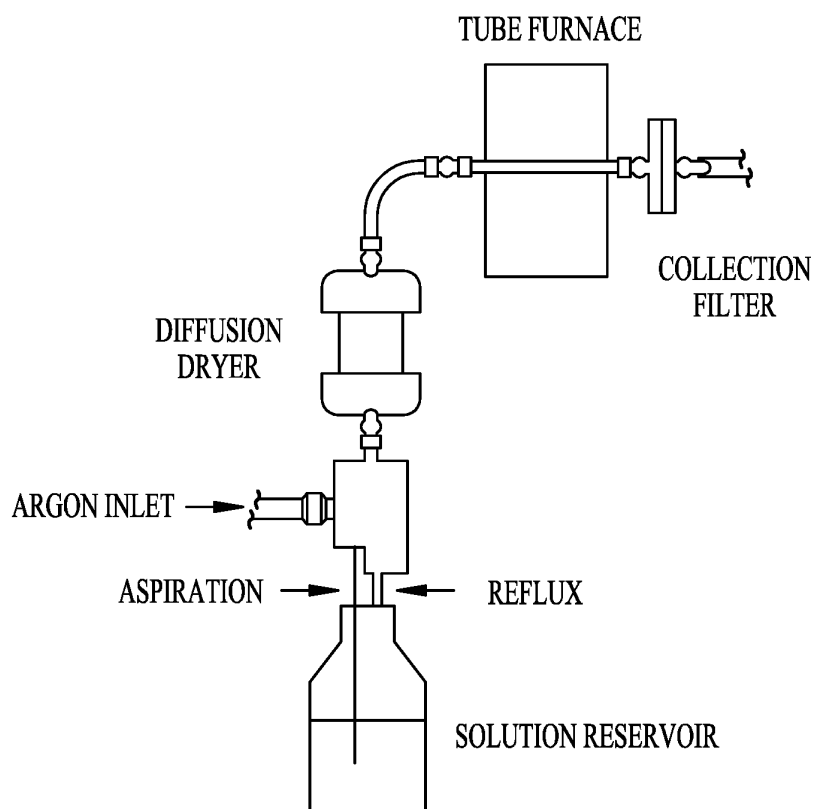 TUBE FURNACE
COLLECTION
FILTER
DIFFUSION
DRYER
ARGON INLET
ASPIRATION
REFLUX
SOLUTION RESERVOIR